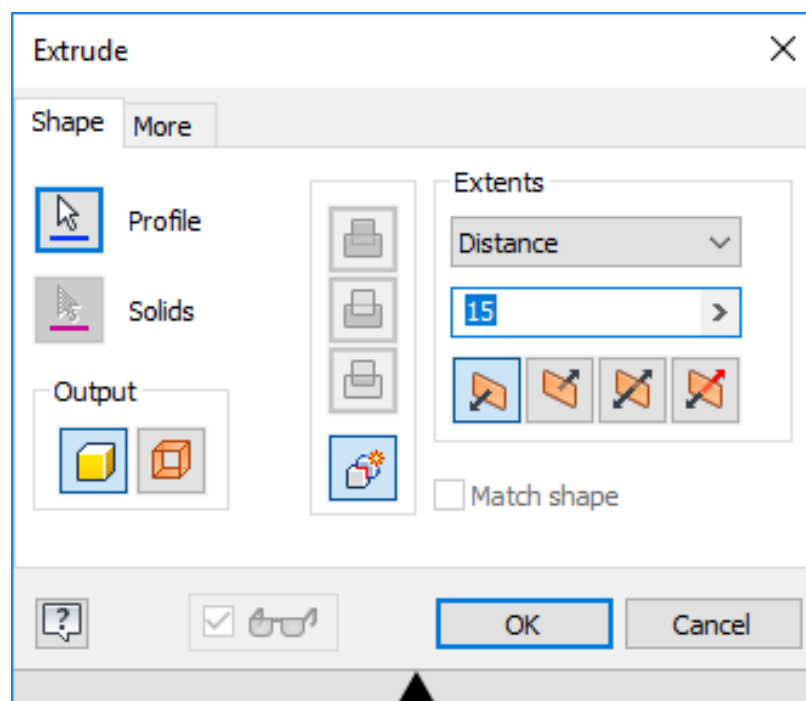 Extrude
Shape More
Profile
Solids
Output
Extents
Distance
15
Match shape
?
OK Cancel